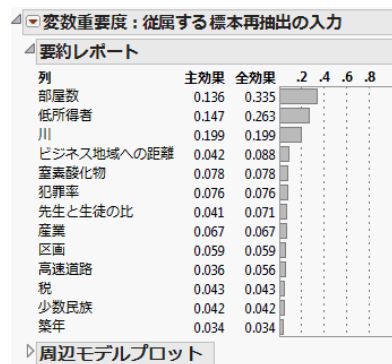 変数重要度:従属する標本再抽出の入力
要約レポート
列 主効果 全効果 .2 .4 .6 .8
部屋数 0.136 0.335
低所得者 0.147 0.263
川 0.199 0.199
ビジネス地域への距離 0.042 0.088
窒素酸化物 0.078 0.078
犯罪率 0.076 0.076
先生と生徒の比 0.041 0.071
産業 0.067 0.067
区画 0.059 0.059
高速道路 0.036 0.056
税 0.043 0.043
少数民族 0.042 0.042
築年 0.034 0.034
周辺モデルプロット